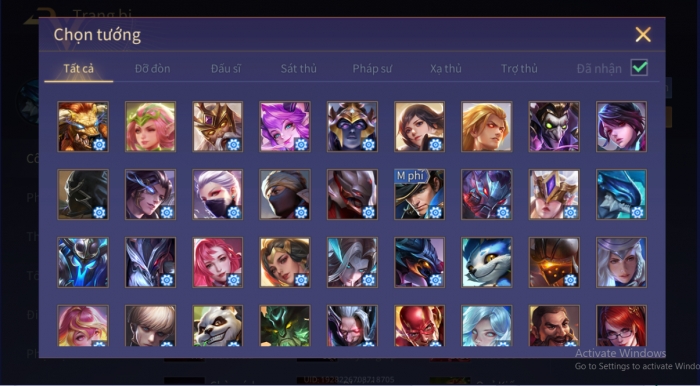 Trang bị
Chọn tướng
Tất cả Đỡ đòn Đấu sĩ Sát thủ Pháp sư Xạ thủ Trợ thủ Đã nhận
M phí
Activate Windows
Go to Settings to activate Wind